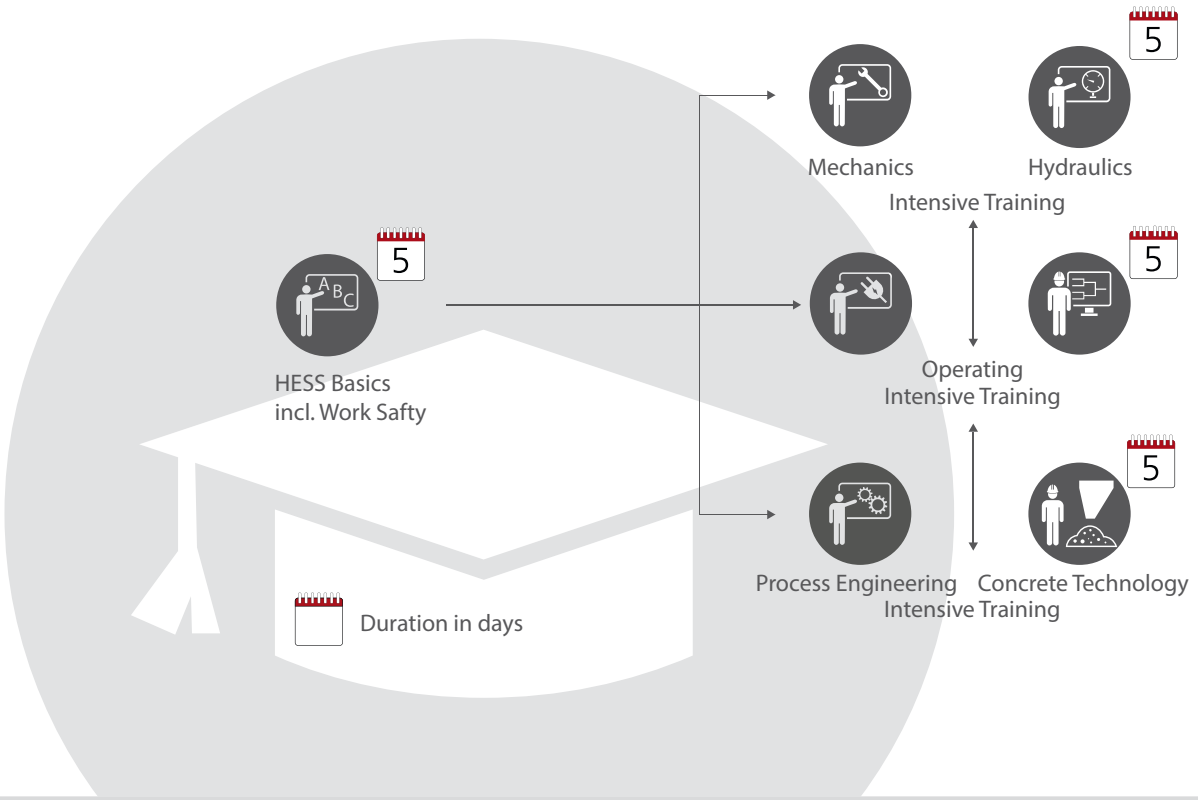 5
Mechanics
Hydraulics
Intensive Training
5
A B C
HESS Basics
incl. Work Safty
5
Operating
Intensive Training
5
Process Engineering
Concrete Technology
Intensive Training
Duration in days